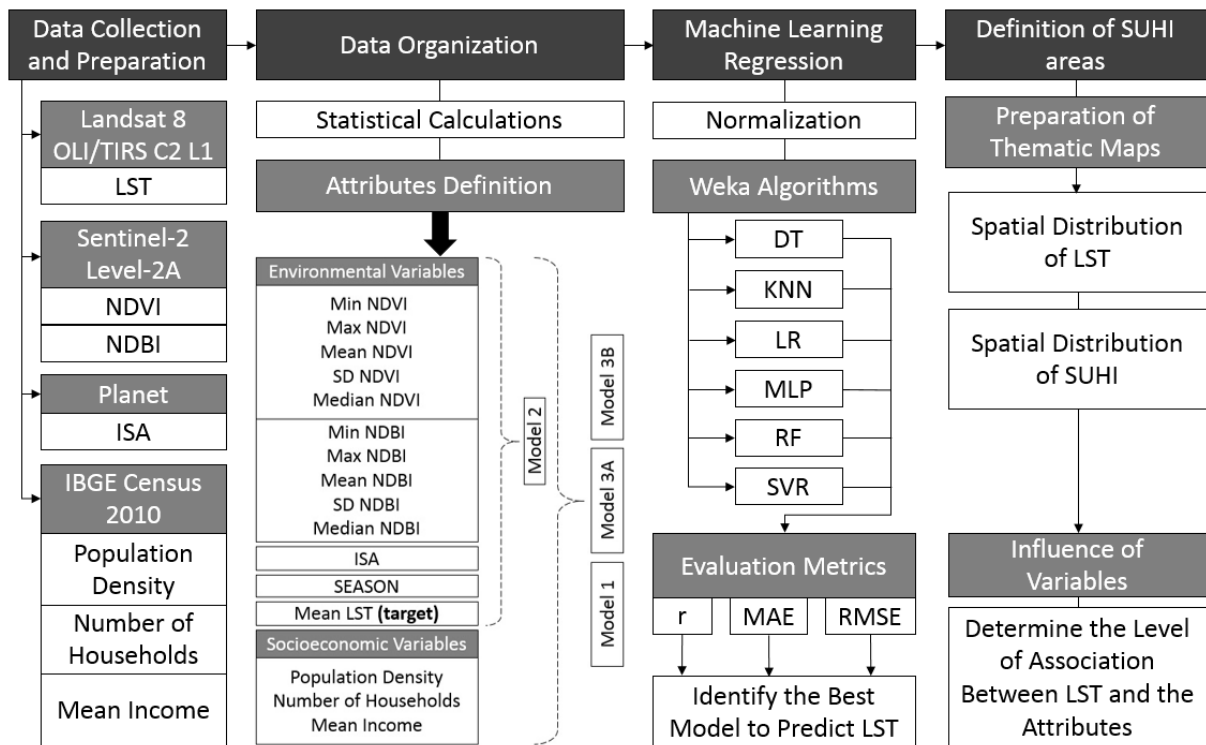 Data Collection
and Preparation
Landsat 8
OLI/TIRS C2 L1
LST
Sentinel-2
Level-2A
NDVI
NDBI
Planet
ISA
IBGE Census
2010
Population
Density
Number of
Households
Mean Income
Data Organization
Statistical Calculations
Attributes Definition
Environmental Variables
Min NDVI
Max NDVI
Mean NDVI
SD NDVI
Median NDVI
Min NDBI
Max NDBI
Mean NDBI
SD NDBI
Median NDBI
ISA
SEASON
Mean LST (target)
Socioeconomic Variables
Population Density
Number of Households
Mean Income
Model 2
Model 3B
Model 3A
Model 1
Machine Learning
Regression
Normalization
Weka Algorithms
DT
KNN
LR
MLP
RF
SVR
Evaluation Metrics
r
MAE
RMSE
Identify the Best
Model to Predict LST
Definition of SUHI
areas
Preparation of
Thematic Maps
Spatial Distribution
of LST
Spatial Distribution
of SUHI
Influence of
Variables
Determine the Level
of Association
Between LST and the
Attributes